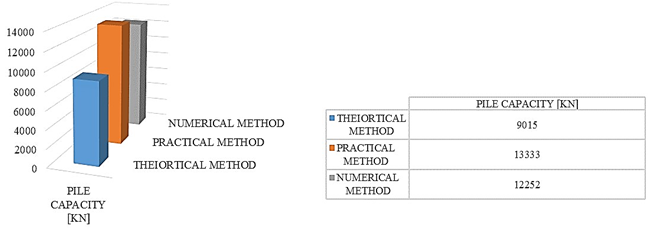 14000
12000
10000
8000
6000
4000
2000
0
NUMERICAL METHOD
PRACTICAL METHOD
THEIORTICAL METHOD
PILE
CAPACITY
[KN]
PILE CAPACITY [KN]
THEIORTICAL
METHOD
9015
PRACTICAL
METHOD
13333
NUMERICAL
METHOD
12252